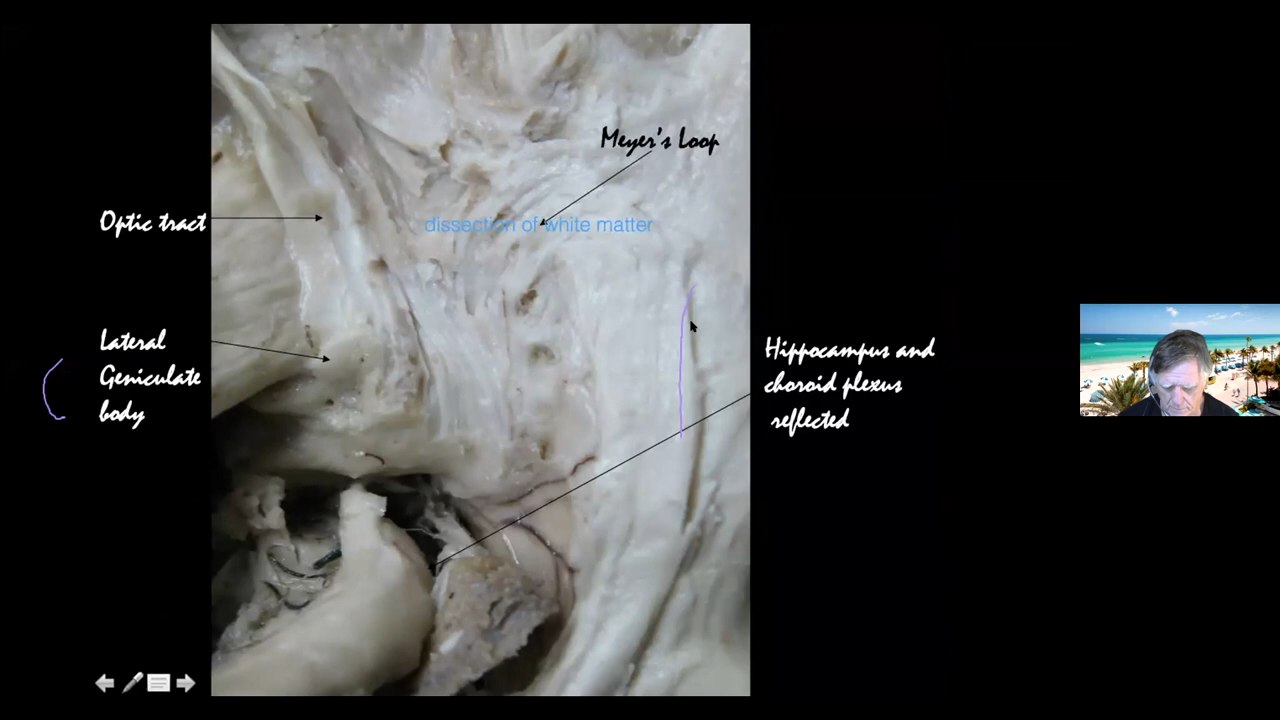 Meyer's Loop
Optic tract
dissection of white matter
Lateral
Geniculate
body
Hippocampus and
choroid plexus
reflected